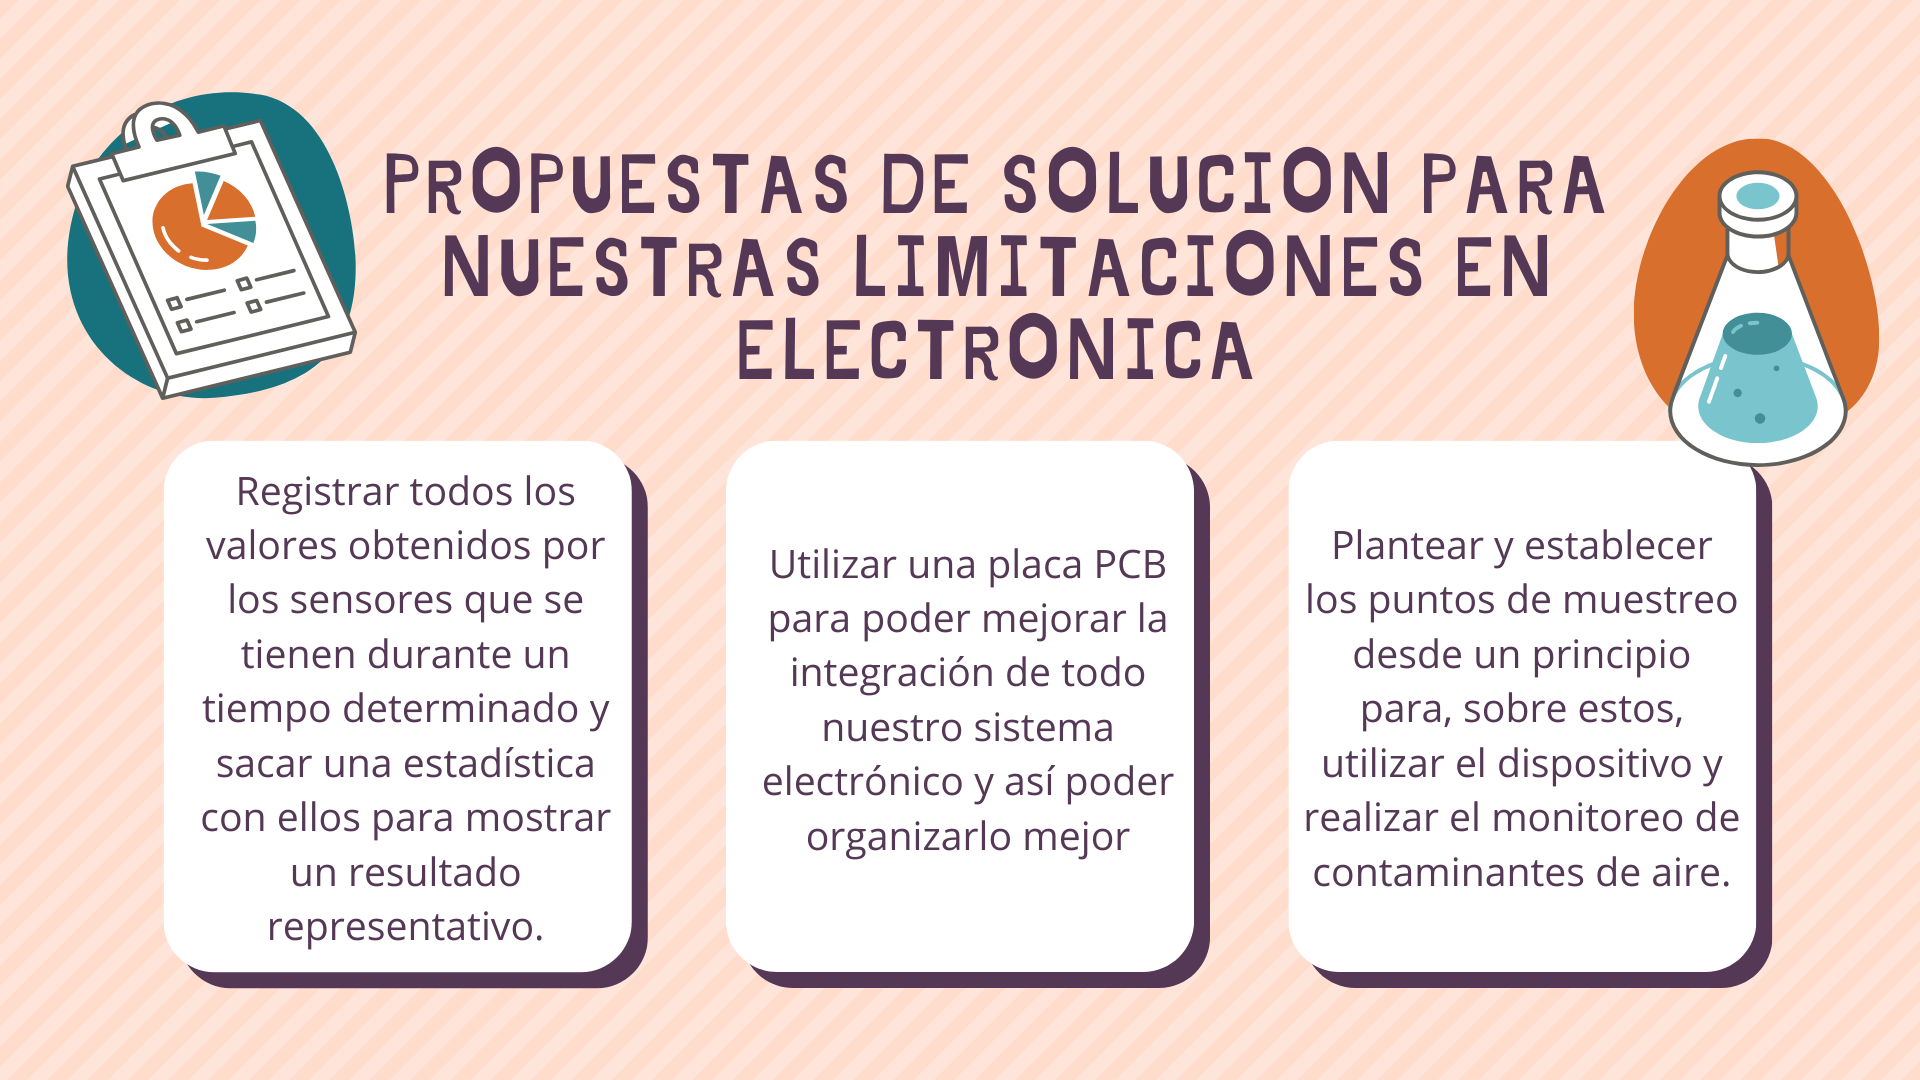 PROPUESTAS DE SOLUCION PARA
NUESTRAS LIMITACIONES EN
ELECTRONICA
Registrar todos los
valores obtenidos por
los sensores que se
tienen durante un
tiempo determinado y
sacar una estadística
con ellos para mostrar
un resultado
representativo.
Utilizar una placa PCB
para poder mejorar la
integración de todo
nuestro sistema
electrónico y así poder
organizarlo mejor
Plantear y establecer
los puntos de muestreo
desde un principio
para, sobre estos,
utilizar el dispositivo y
realizar el monitoreo de
contaminantes de aire.